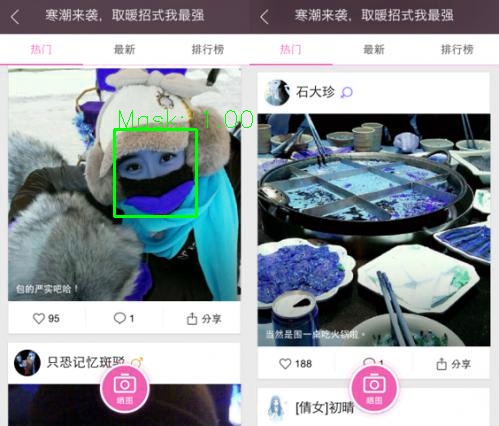 寒潮来袭，取暖招式我最强
热门
最新
排行榜
Mask: 1.00
包的严实吧哈！
95
1
分享
只恐记忆斑驳
晒图
寒潮来袭，取暖招式我最强
热门
最新
排行榜
石大珍
当然是围一桌吃火锅啦。
188
1
分享
晒图
[倩女]初晴